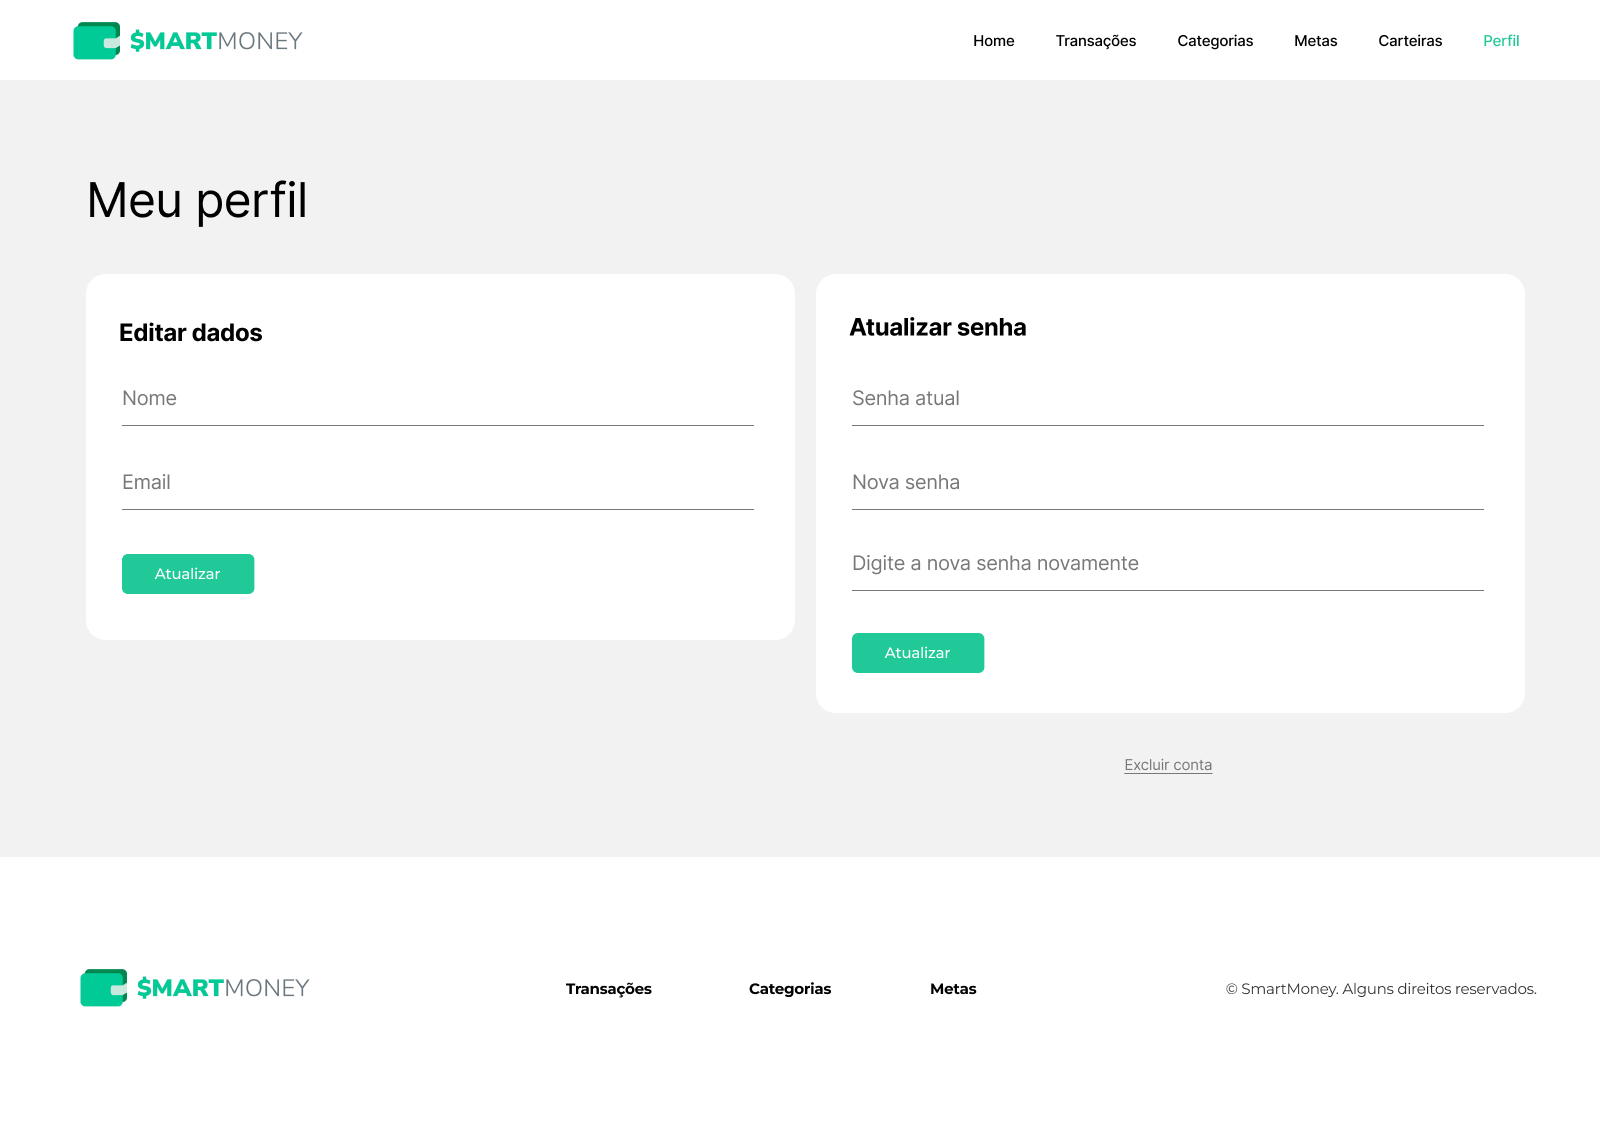 $MARTMONEY
Home Transações Categorias Metas Carteiras Perfil
Meu perfil
Editar dados
Nome
Email
Atualizar
Atualizar senha
Senha atual
Nova senha
Digite a nova senha novamente
Atualizar
Excluir conta
$MARTMONEY
Transações Categorias Metas
© SmartMoney. Alguns direitos reservados.